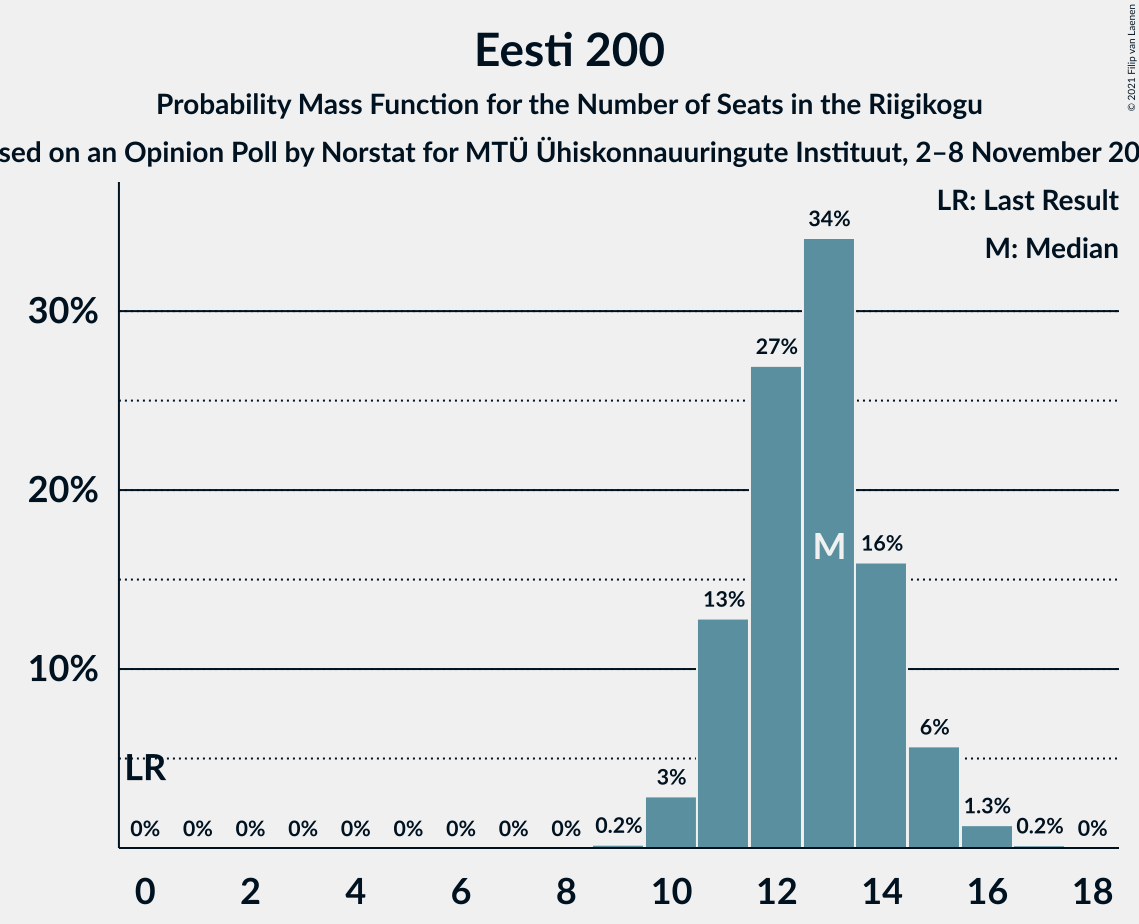 Eesti 200
Probability Mass Function for the Number of Seats in the Riigikogu
sed on an Opinion Poll by Norstat for MTÜ Ühiskonnauuringute Instituut, 2–8 November 20
© 2021 Filip van Laenen
LR: Last Result
M: Median
34%
30%
27%
20%
M
16%
13%
10%
6%
LR
3%
1.3%
0% 0% 0% 0% 0% 0% 0% 0% 0% 0.2% 0.2% 0%
0 2 4 6 8 10 12 14 16 18